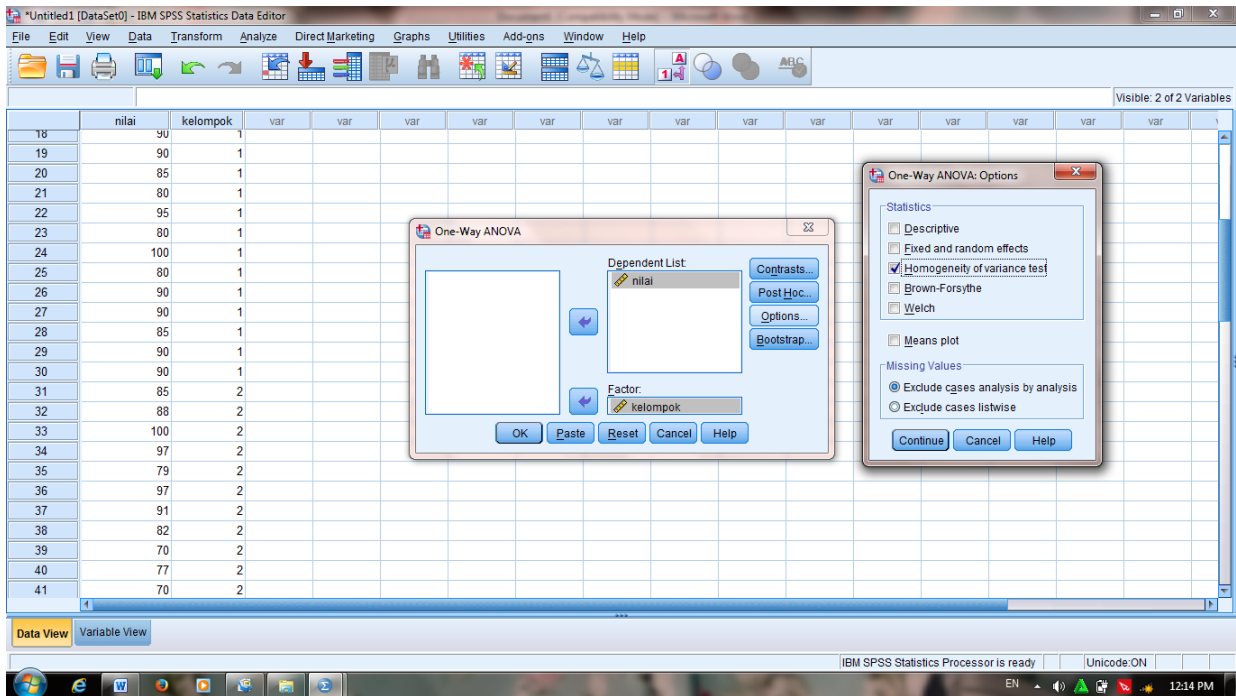 *Untitled1 [DataSet0] - IBM SPSS Statistics Data Editor
File Edit View Data Transform Analyze Direct Marketing Graphs Utilities Add-ons Window Help
Visible: 2 of 2 Variables
nilai kelompok var var var var var var var var var var var var var var
18 90 1
19 90 1
20 85 1
21 80 1
22 95 1
23 80 1
24 100 1
25 80 1
26 90 1
27 90 1
28 85 1
29 90 1
30 90 1
31 85 2
32 88 2
33 100 2
34 97 2
35 79 2
36 97 2
37 91 2
38 82 2
39 70 2
40 77 2
41 70 2
One-Way ANOVA
Dependent List:
nilai
Contrasts...
Post Hoc...
Options...
Bootstrap...
Factor:
kelompok
OK Paste Reset Cancel Help
One-Way ANOVA: Options
Statistics
Descriptive
Fixed and random effects
Homogeneity of variance test
Brown-Forsythe
Welch
Means plot
Missing Values
Exclude cases analysis by analysis
Exclude cases listwise
Continue Cancel Help
Data View Variable View
IBM SPSS Statistics Processor is ready Unicode:ON
EN 12:14 PM